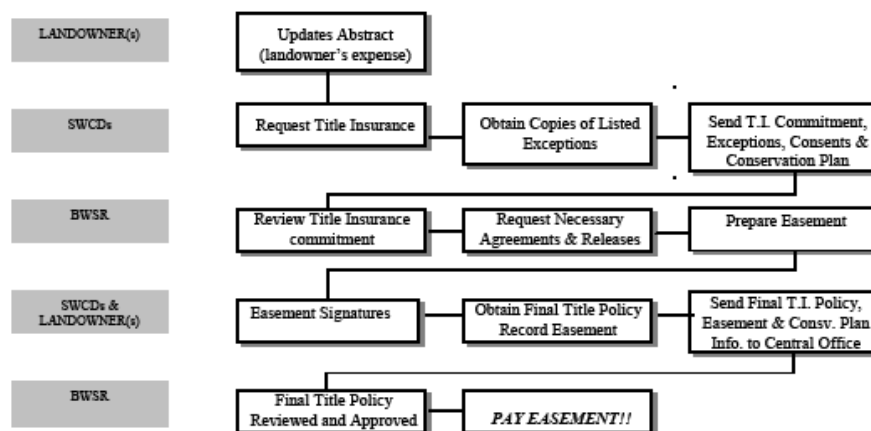 LANDOWNER(s)
Updates Abstract
(landowner's expense)
SWCDs
Request Title Insurance
Obtain Copies of Listed
Exceptions
Send T.I. Commitment,
Exceptions, Consents &
Conservation Plan
BWSR
Review Title Insurance
commitment
Request Necessary
Agreements & Releases
Prepare Easement
SWCDs &
LANDOWNER(s)
Easement Signatures
Obtain Final Title Policy
Record Easement
Send Final T.I. Policy,
Easement & Consv. Plan
Info. to Central Office
BWSR
Final Title Policy
Reviewed and Approved
PAY EASEMENT!!